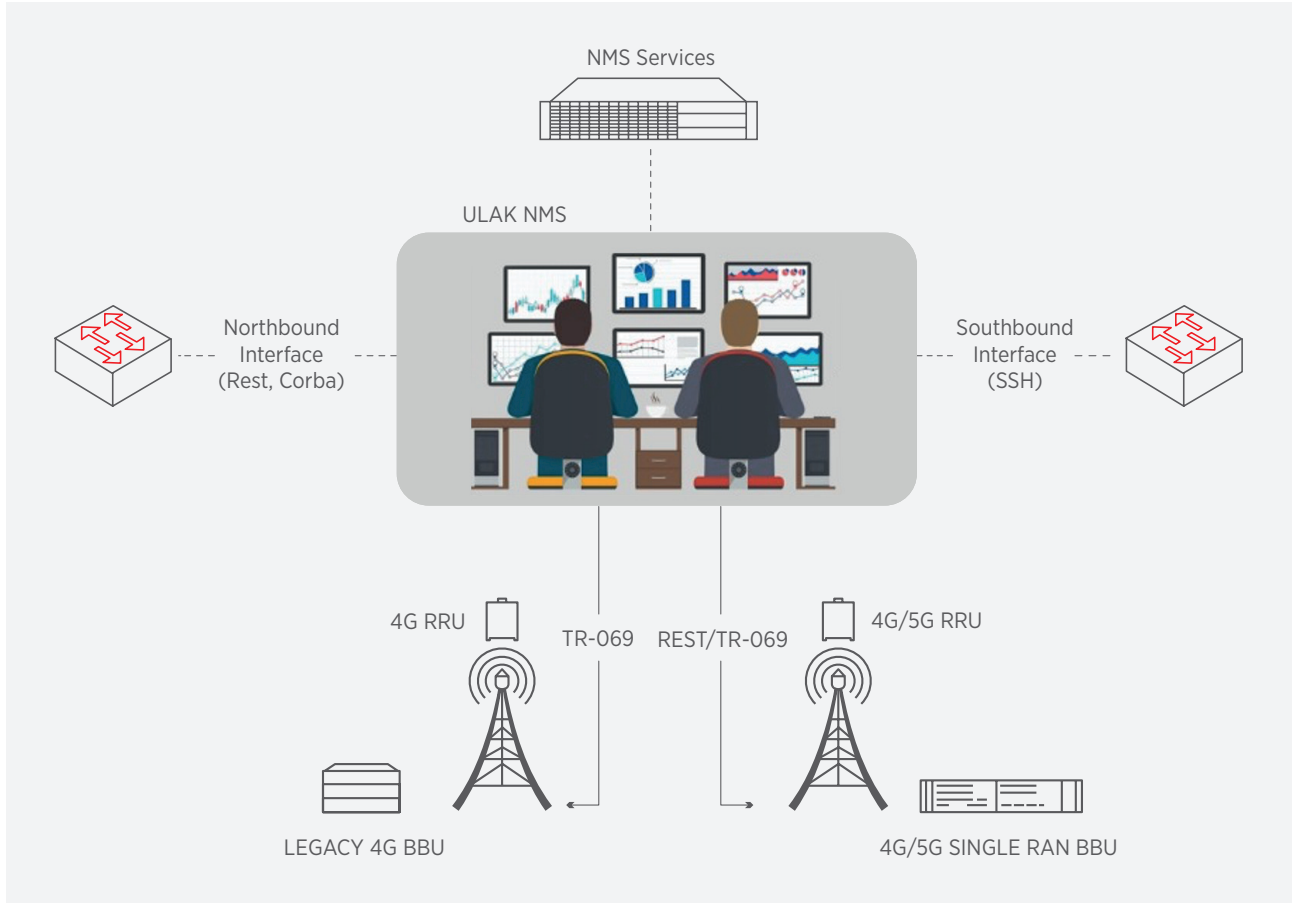 NMS Services
ULAK NMS
Northbound
Interface
(Rest, Corba)
Southbound
Interface
(SSH)
4G RRU
TR-069
REST/TR-069
4G/5G RRU
LEGACY 4G BBU
4G/5G SINGLE RAN BBU